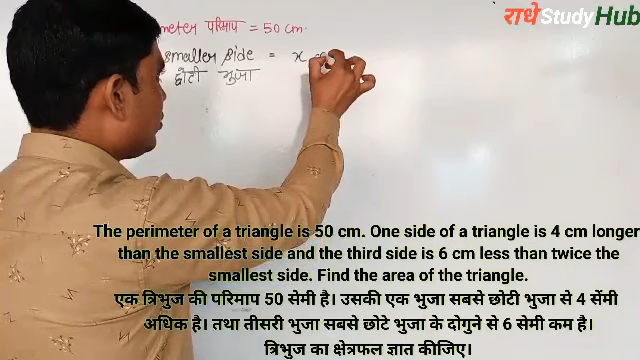 राधे Study Hub
meter परिमाप = 50 cm.
smaller side = x
छोटी भुजा
The perimeter of a triangle is 50 cm. One side of a triangle is 4 cm longer
than the smallest side and the third side is 6 cm less than twice the
smallest side. Find the area of the triangle.
एक त्रिभुज की परिमाप 50 सेमी है। उसकी एक भुजा सबसे छोटी भुजा से 4 सेंमी
अधिक है। तथा तीसरी भुजा सबसे छोटे भुजा के दोगुने से 6 सेमी कम है।
त्रिभुज का क्षेत्रफल ज्ञात कीजिए।